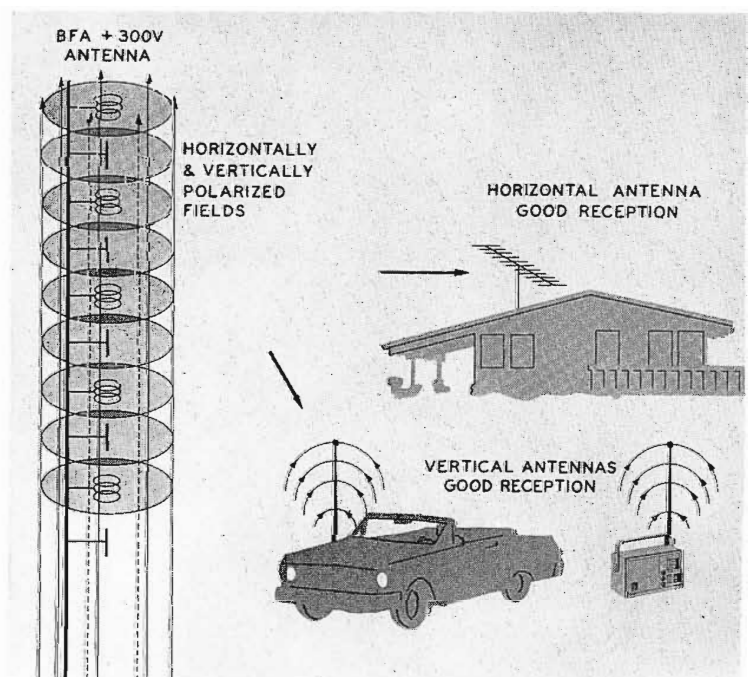 BFA + 300V
ANTENNA
HORIZONTALLY
& VERTICALLY
POLARIZED
FIELDS
HORIZONTAL ANTENNA
GOOD RECEPTION
VERTICAL ANTENNAS
GOOD RECEPTION